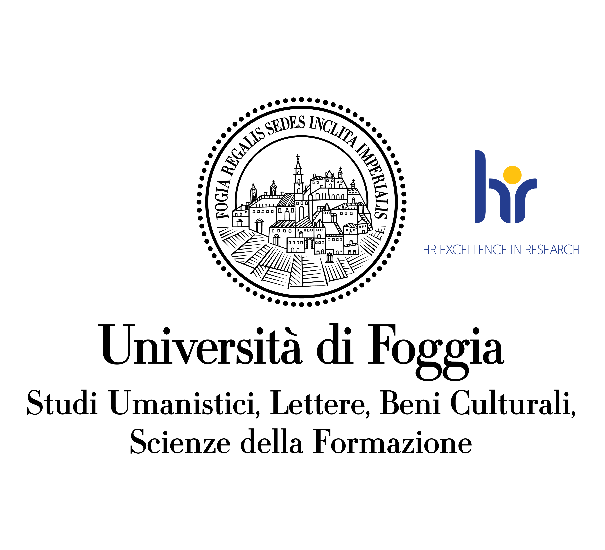 FOGIA REGALIS SEDES INCLITA IMPERIALIS
hr
HR EXCELLENCE IN RESEARCH
Università di Foggia
Studi Umanistici, Lettere, Beni Culturali,
Scienze della Formazione